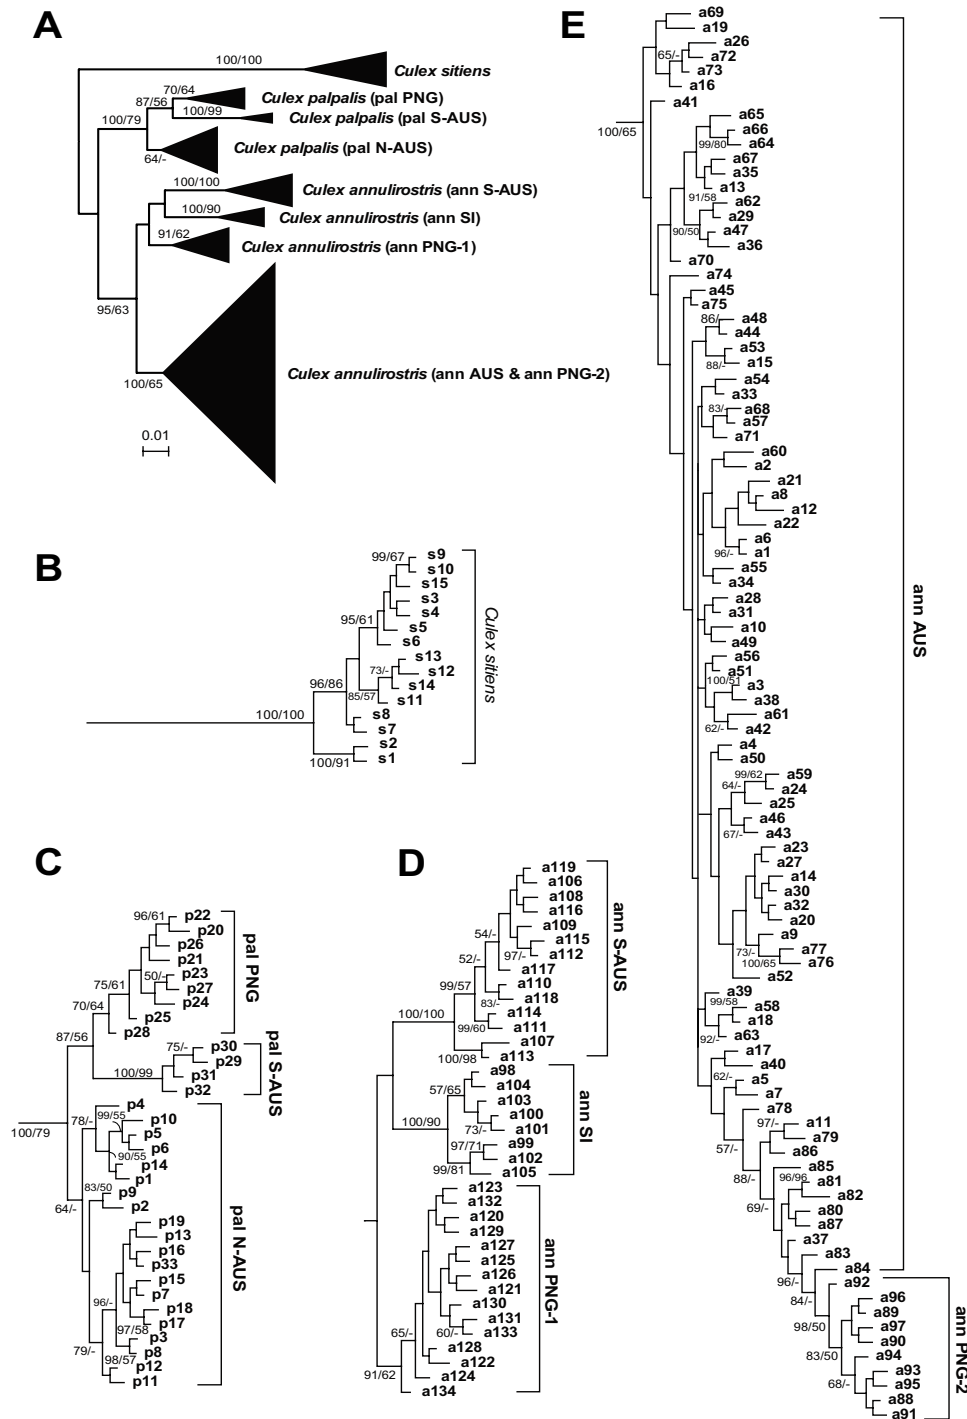 A
100/100
Culex sitiens
70/64
87/56
Culex palpalis (pal PNG)
100/99
Culex palpalis (pal S-AUS)
100/79
Culex palpalis (pal N-AUS)
64/-
100/100
Culex annulirostris (ann S-AUS)
100/90
Culex annulirostris (ann SI)
91/62
Culex annulirostris (ann PNG-1)
95/63
100/65
Culex annulirostris (ann AUS & ann PNG-2)
0.01
B
99/67
s9
s10
s15
s3
s4
95/61
s5
s6
s13
73/-
s12
96/86
85/57
s14
s11
100/100
s8
s7
s2
100/91
s1
Culex sitiens
C
96/61
p22
p20
p26
p21
75/61
50/-
p23
p27
p24
70/64
p25
p28
pal PNG
87/56
75/-
p30
p29
100/99
p31
p32
pal S-AUS
100/79
78/-
p4
99/55
p10
p5
90/55
p6
p14
p1
83/50
p9
64/-
p2
p19
p13
p16
p33
p15
96/-
p7
p18
97/58
p17
p3
79/-
p8
98/57
p12
p11
pal N-AUS
D
a119
a106
a108
a116
54/-
a109
a115
97/-
a112
52/-
a117
99/57
a110
83/-
a118
100/100
a114
99/60
a111
a107
100/98
a113
ann S-AUS
a98
57/65
a104
a103
a100
100/90
73/-
a101
97/71
a99
a102
99/81
a105
ann SI
a123
a132
a120
a129
a127
a125
a126
a121
a130
a131
65/-
60/-
a133
a128
a122
91/62
a124
a134
ann PNG-1
E
a69
a19
a26
65/-
a72
a73
a16
a41
100/65
a65
a66
99/80
a64
a67
a35
a13
91/58
a62
a29
90/50
a47
a36
a70
a74
a45
a75
86/-
a48
a44
a53
88/-
a15
a54
a33
83/-
a68
a57
a71
a60
a2
a21
a8
a12
a22
a6
96/-
a1
a55
a34
a28
a31
a10
a49
a56
a51
100/51
a3
a38
a61
62/-
a42
a4
a50
99/62
a59
64/-
a24
a25
a46
67/-
a43
a23
a27
a14
a30
a32
a20
a9
73/-
a77
100/65
a76
a52
a39
99/58
a58
a18
92/-
a63
a17
a40
62/-
a5
a7
a78
97/-
a11
57/-
a79
a86
88/-
a85
96/96
a81
a82
69/-
a80
a87
a37
a83
96/-
a84
ann AUS
84/-
a92
a96
a89
98/50
a97
a90
83/50
a94
a93
68/-
a95
a88
a91
ann PNG-2